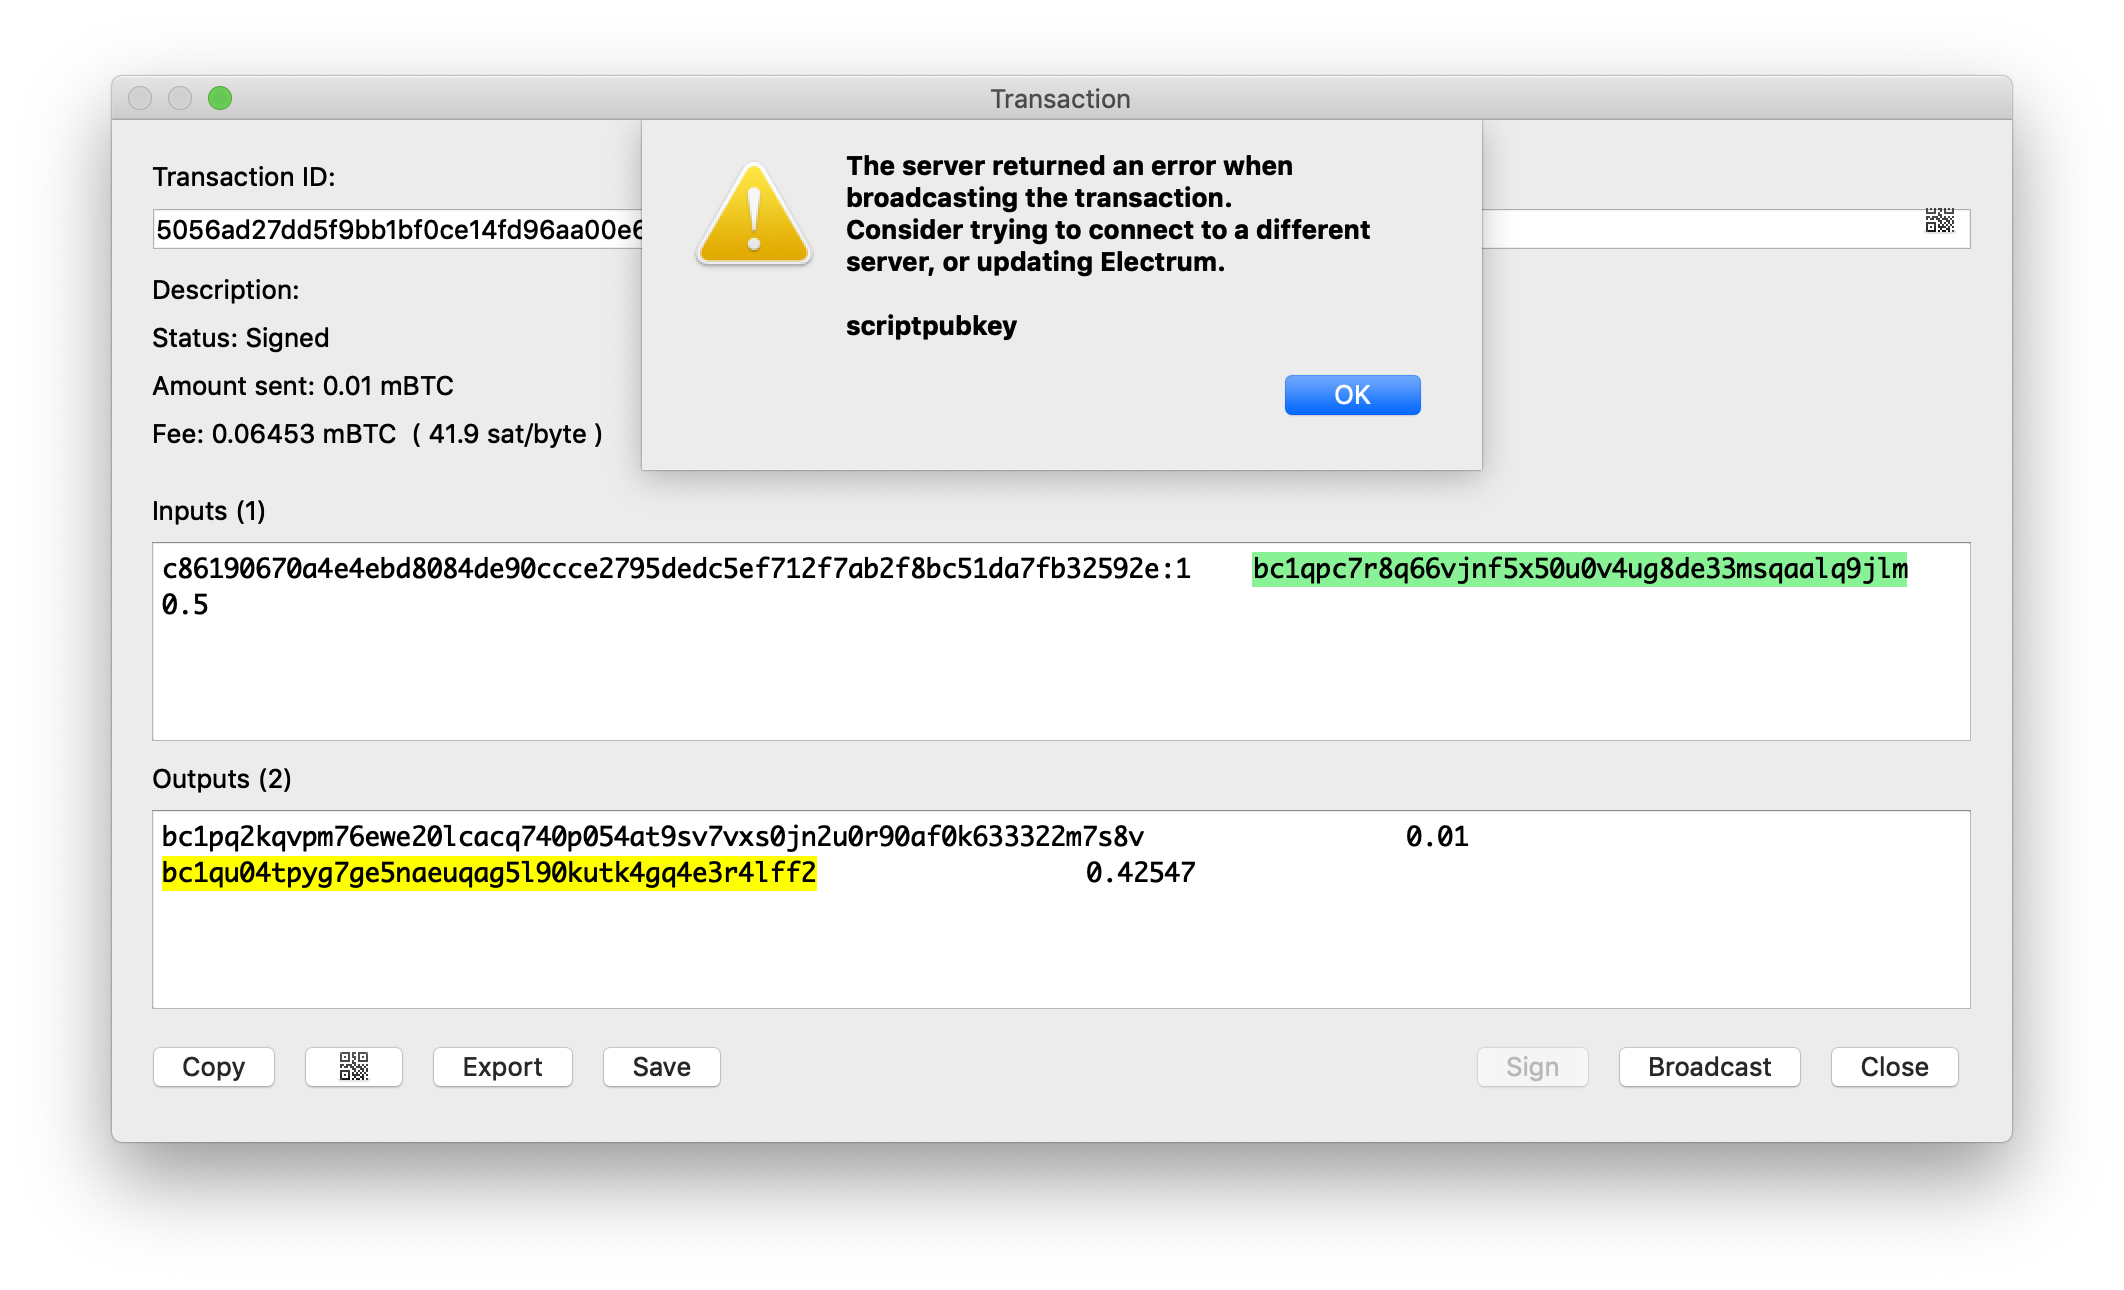 Transaction
The server returned an error when
broadcasting the transaction.
Consider trying to connect to a different
server, or updating Electrum.
scriptpubkey
OK
Transaction ID:
5056ad27dd5f9bb1bf0ce14fd96aa00e6
Description:
Status: Signed
Amount sent: 0.01 mBTC
Fee: 0.06453 mBTC ( 41.9 sat/byte )
Inputs (1)
c86190670a4e4ebd8084de90ccce2795dedc5ef712f7ab2f8bc51da7fb32592e:1 bc1qpc7r8q66vjnf5x50u0v4ug8de33msqaalq9jlm
0.5
Outputs (2)
bc1pq2kqvpm76ewe20lcacq740p054at9sv7vxs0jn2u0r90af0k633322m7s8v 0.01
bc1qu04tpyg7ge5naeuqag5l90kutk4gq4e3r4lff2 0.42547
Copy Export Save Sign Broadcast Close